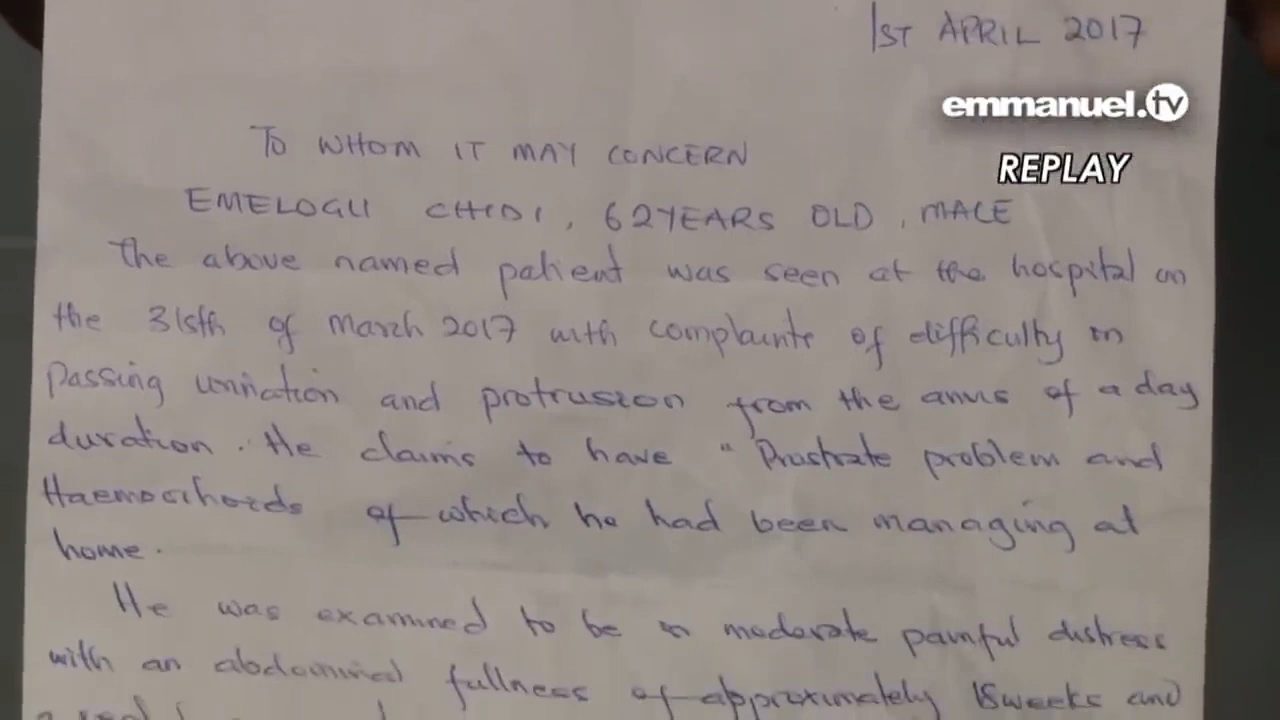 1ST APRIL 2017
emmanuel.tv
REPLAY
TO WHOM IT MAY CONCERN
EMELOGU CHIDI, 62YEARS OLD, MALE
The above named patient was seen at the hospital on
the 31sth of March 2017 with complaints of difficulty in
passing urination and protrusion from the anus of a day
duration. He claims to have "Prostrate problem and
Haemorrhoids of which he had been managing at
home.
He was examined to be in moderate painful distress
with an abdominal fullness of approximately 18weeks and